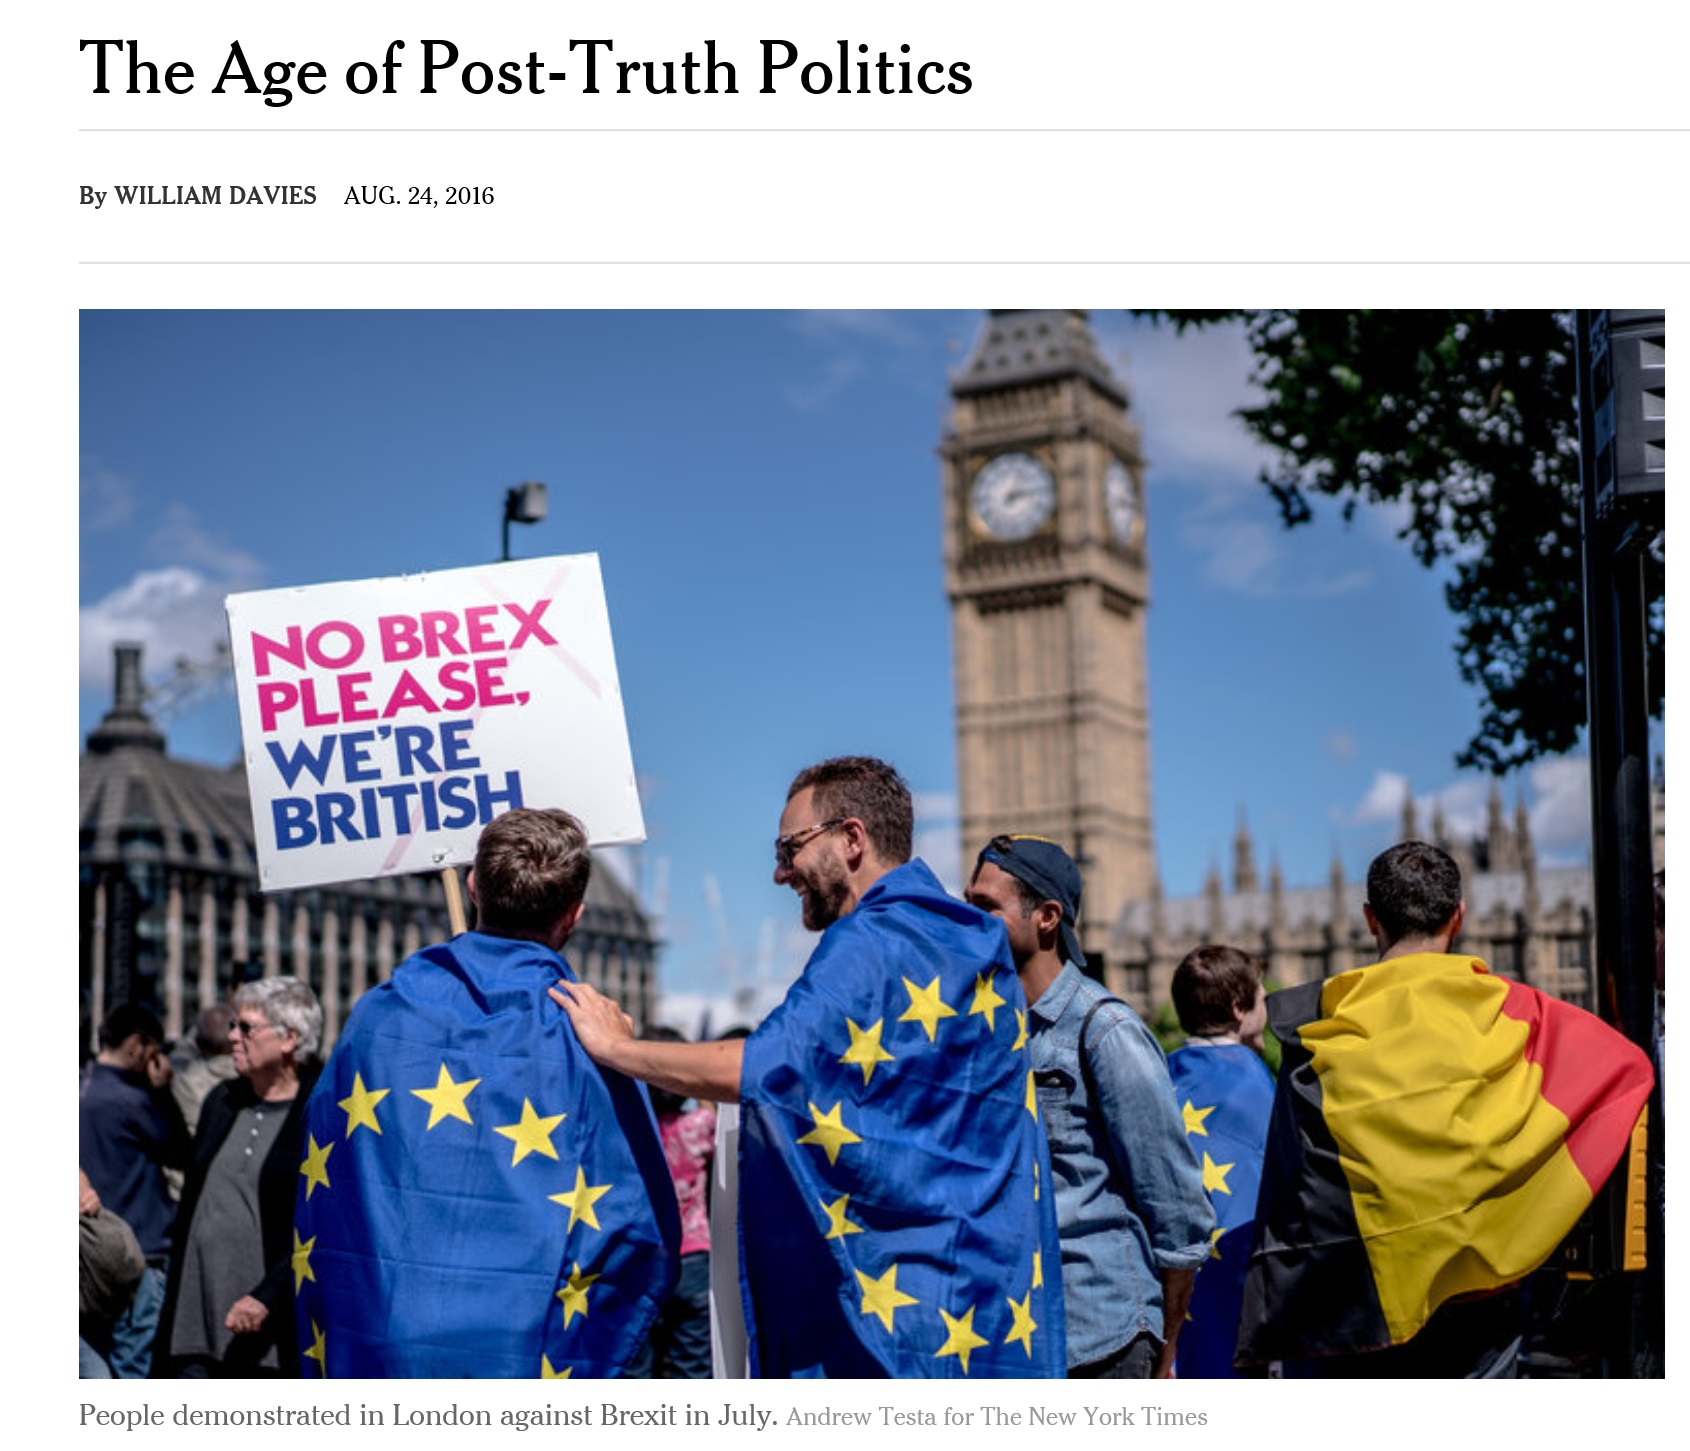 The Age of Post-Truth Politics
By WILLIAM DAVIES AUG. 24, 2016
NO BREX
PLEASE,
WE'RE
BRITISH
People demonstrated in London against Brexit in July. Andrew Testa for The New York Times